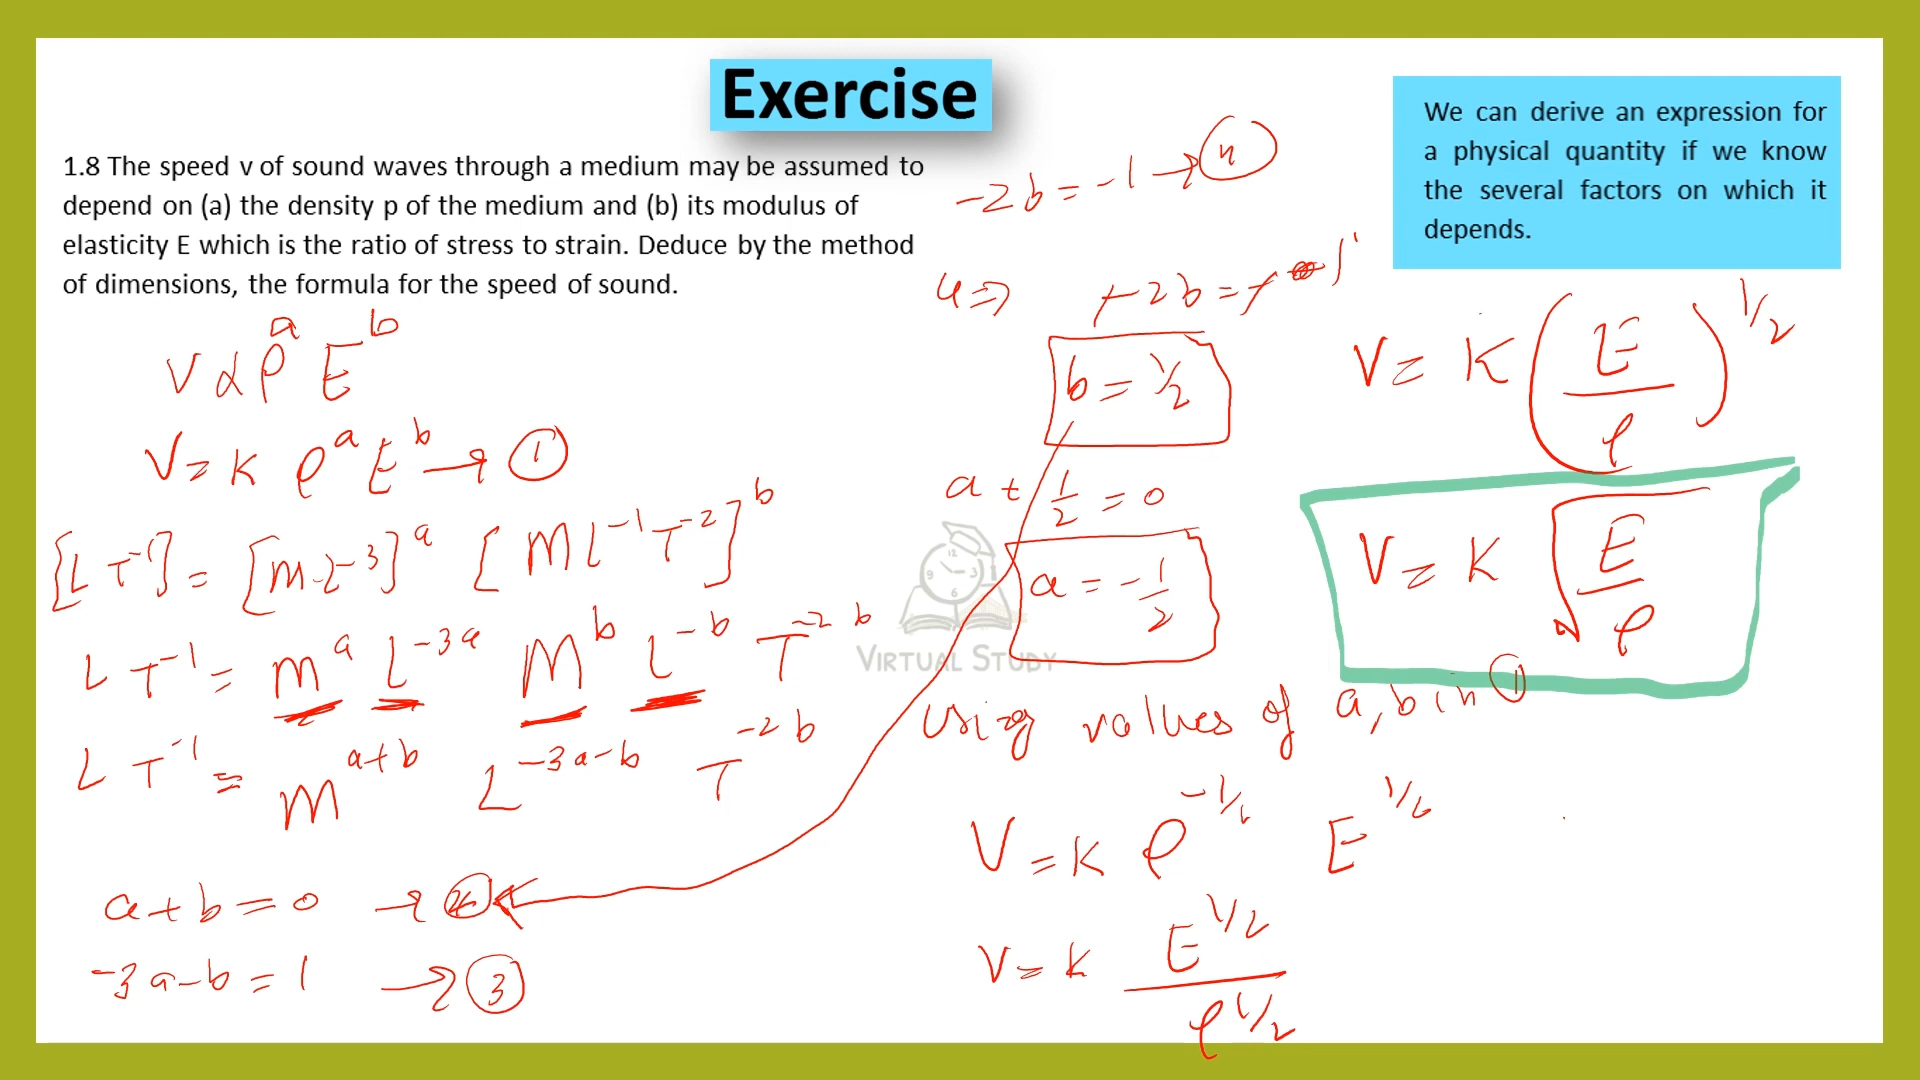 Exercise
We can derive an expression for
a physical quantity if we know
the several factors on which it
depends.
1.8 The speed v of sound waves through a medium may be assumed to
depend on (a) the density p of the medium and (b) its modulus of
elasticity E which is the ratio of stress to strain. Deduce by the method
of dimensions, the formula for the speed of sound.
V ∝ ρ^a E^b
V = K ρ^a E^b → ①
[L T^-1] = [M L^-3]^a [M L^-1 T^-2]^b
L T^-1 = M^a L^-3a M^b L^-b T^-2b
L T^-1 = M^a+b L^-3a-b T^-2b
a + b = 0 → ②
-3a - b = 1 → ③
-2b = -1 → ④
4 ⇒ -2b = -1
b = 1/2
a + 1/2 = 0
a = -1/2
Using values of a, b in ①
V = K ρ^-1/2 E^1/2
V = K E^1/2 / ρ^1/2
V = K (E/ρ)^1/2
V = K √(E/ρ)
VIRTUAL STUDY
12
3
6
9